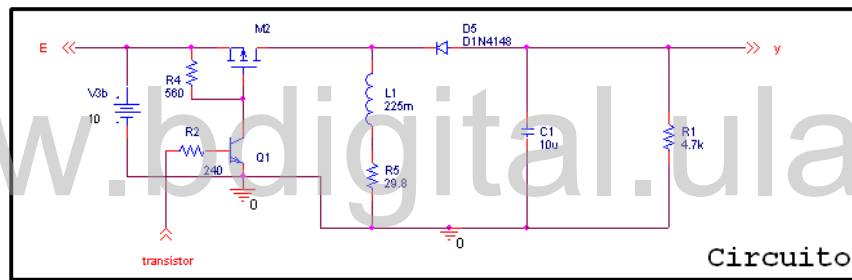 M2
D5
D1N4148
E
y
R4
560
L1
225m
V3b
10
R2
240
Q1
C1
10u
R1
4.7k
R5
29.8
0
0
transistor
w.bdigital.ula
Circuito